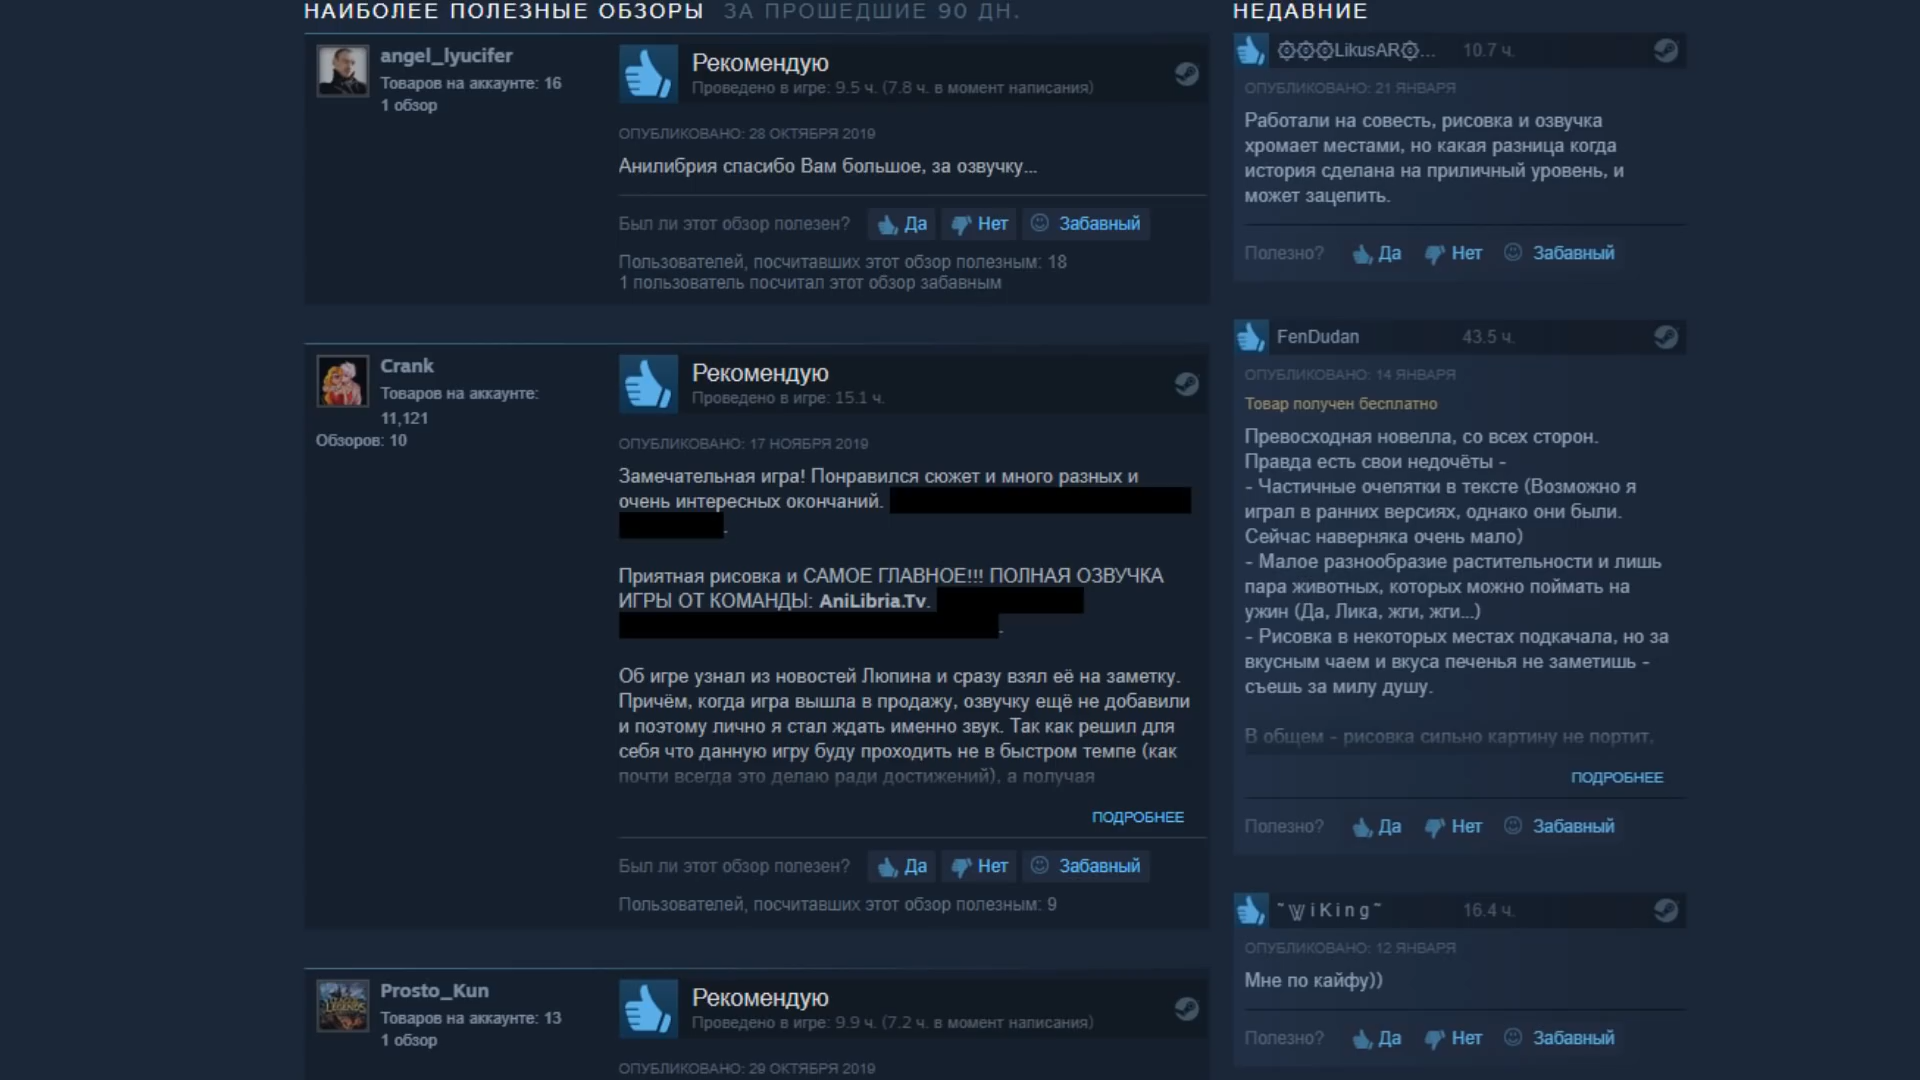 НАИБОЛЕЕ ПОЛЕЗНЫЕ ОБЗОРЫ ЗА ПРОШЕДШИЕ 90 ДН.
angel_lyucifer
Товаров на аккаунте: 16
1 обзор
Рекомендую
Проведено в игре: 9.5 ч. (7.8 ч. в момент написания)
ОПУБЛИКОВАНО: 28 ОКТЯБРЯ 2019
Анилибрия спасибо Вам большое, за озвучку...
Был ли этот обзор полезен? Да Нет Забавный
Пользователей, посчитавших этот обзор полезным: 18
1 пользователь посчитал этот обзор забавным
Crank
Товаров на аккаунте:
11,121
Обзоров: 10
Рекомендую
Проведено в игре: 15.1 ч.
ОПУБЛИКОВАНО: 17 НОЯБРЯ 2019
Замечательная игра! Понравился сюжет и много разных и
очень интересных окончаний.
.
Приятная рисовка и САМОЕ ГЛАВНОЕ!!! ПОЛНАЯ ОЗВУЧКА
ИГРЫ ОТ КОМАНДЫ: AniLibria.Tv.
.
Об игре узнал из новостей Люпина и сразу взял её на заметку.
Причём, когда игра вышла в продажу, озвучку ещё не добавили
и поэтому лично я стал ждать именно звук. Так как решил для
себя что данную игру буду проходить не в быстром темпе (как
почти всегда это делаю ради достижений), а получая
ПОДРОБНЕЕ
Был ли этот обзор полезен? Да Нет Забавный
Пользователей, посчитавших этот обзор полезным: 9
Prosto_Kun
Товаров на аккаунте: 13
1 обзор
Рекомендую
Проведено в игре: 9.9 ч. (7.2 ч. в момент написания)
ОПУБЛИКОВАНО: 29 ОКТЯБРЯ 2019
НЕДАВНИЕ
۞۞۞LikusAR۞... 10.7 ч.
ОПУБЛИКОВАНО: 21 ЯНВАРЯ
Работали на совесть, рисовка и озвучка
хромает местами, но какая разница когда
история сделана на приличный уровень, и
может зацепить.
Полезно? Да Нет Забавный
FenDudan 43.5 ч.
ОПУБЛИКОВАНО: 14 ЯНВАРЯ
Товар получен бесплатно
Превосходная новелла, со всех сторон.
Правда есть свои недочёты -
- Частичные очепятки в тексте (Возможно я
играл в ранних версиях, однако они были.
Сейчас наверняка очень мало)
- Малое разнообразие растительности и лишь
пара животных, которых можно поймать на
ужин (Да, Лика, жги, жги...)
- Рисовка в некоторых местах подкачала, но за
вкусным чаем и вкуса печенья не заметишь -
съешь за милу душу.
В общем - рисовка сильно картину не портит,
ПОДРОБНЕЕ
Полезно? Да Нет Забавный
~ 𝕎 i K i n g ~ 16.4 ч.
ОПУБЛИКОВАНО: 12 ЯНВАРЯ
Мне по кайфу))
Полезно? Да Нет Забавный